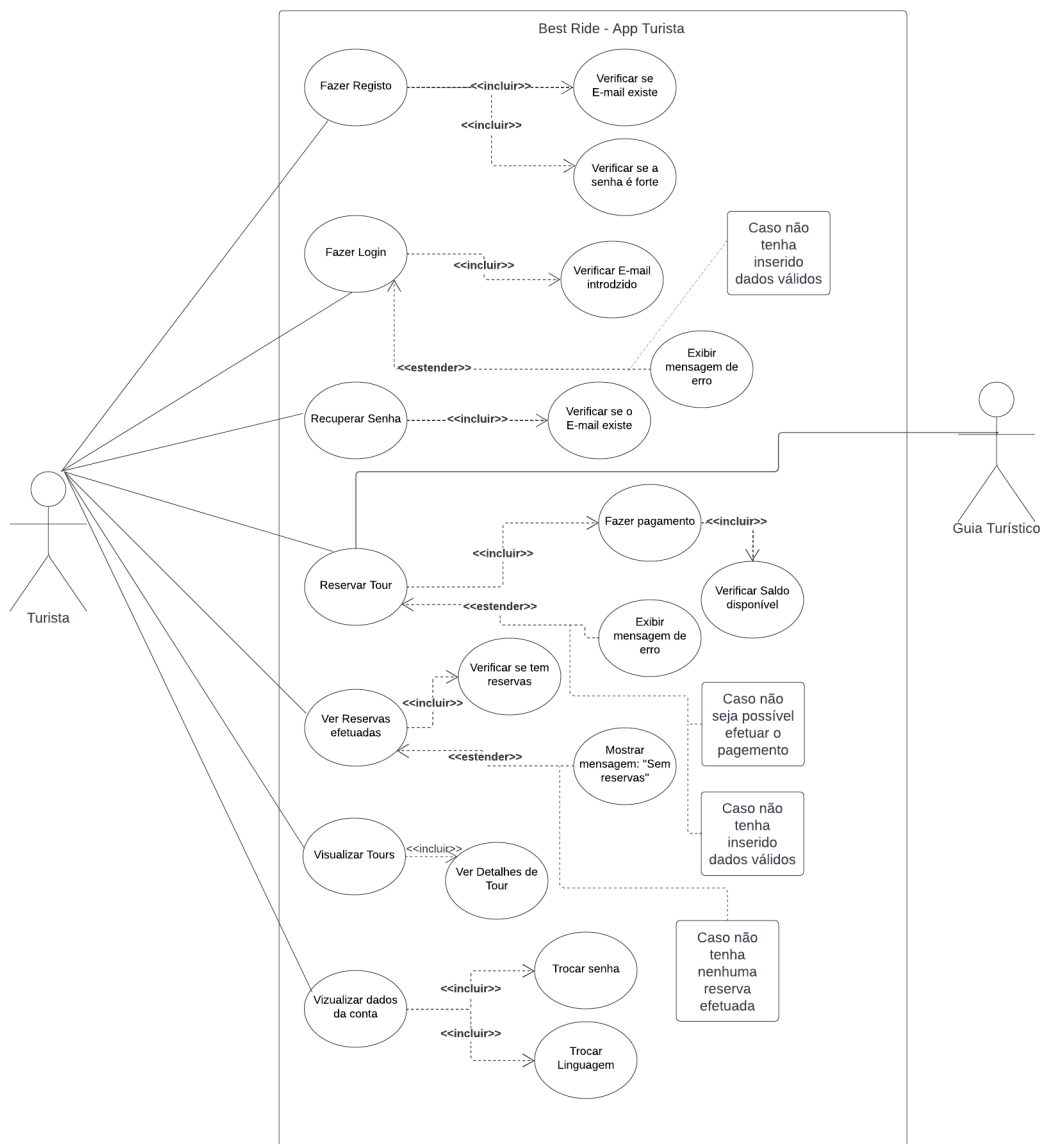 Best Ride - App Turista
Fazer Registo
<<incluir>>
Verificar se
E-mail existe
<<incluir>>
Verificar se a
senha é forte
Caso não
tenha
inserido
dados válidos
Fazer Login
<<incluir>>
Verificar E-mail
introdzido
<<estender>>
Exibir
mensagem de
erro
Recuperar Senha
<<incluir>>
Verificar se o
E-mail existe
Guia Turístico
Turista
Fazer pagamento
<<incluir>>
<<incluir>>
Reservar Tour
Verificar Saldo
disponível
<<estender>>
Exibir
mensagem de
erro
Verificar se tem
reservas
<<incluir>>
Ver Reservas
efetuadas
Caso não
seja possível
efetuar o
pagemento
<<estender>>
Mostrar
mensagem: "Sem
reservas"
Caso não
tenha
inserido
dados válidos
Visualizar Tours
<<incluir>>
Ver Detalhes de
Tour
Caso não
tenha
nenhuma
reserva
efetuada
Trocar senha
<<incluir>>
Vizualizar dados
da conta
<<incluir>>
Trocar
Linguagem